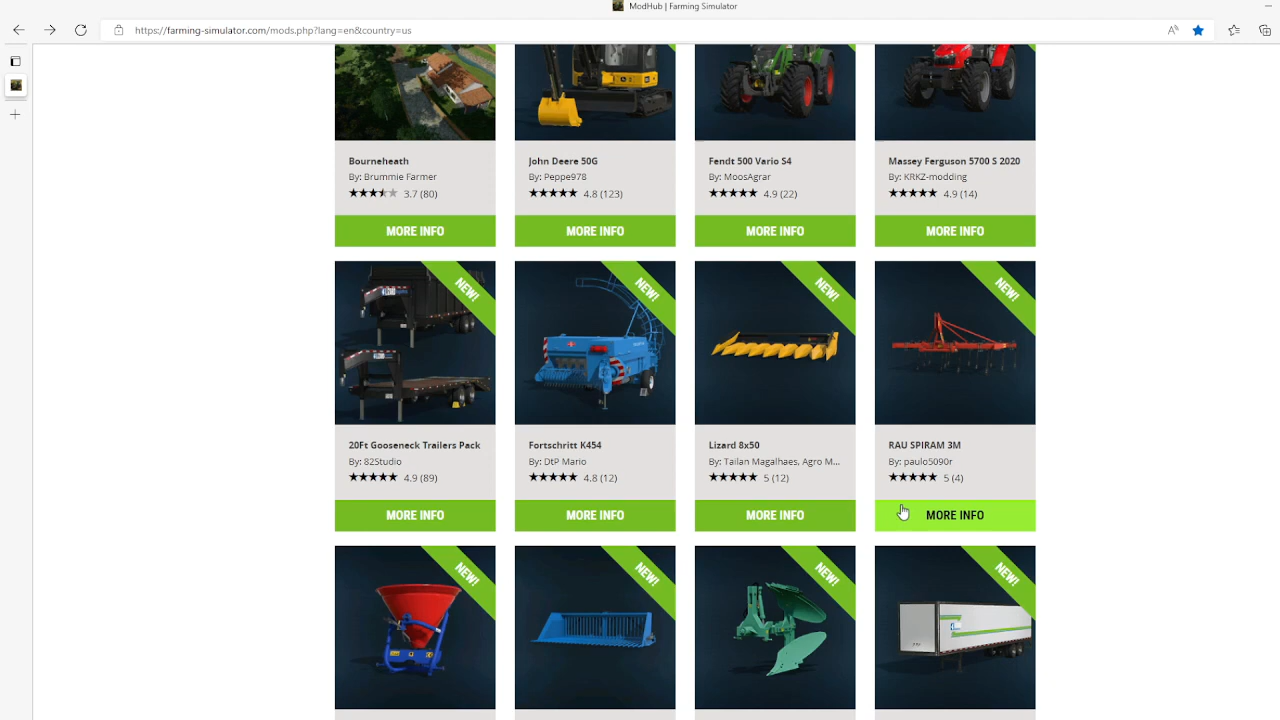 ModHub | Farming Simulator
https://farming-simulator.com/mods.php?lang=en&country=us
Bourneheath
By: Brummie Farmer
3.7 (80)
MORE INFO
John Deere 50G
By: Peppe978
4.8 (123)
MORE INFO
Fendt 500 Vario S4
By: MoosAgrar
4.9 (22)
MORE INFO
Massey Ferguson 5700 S 2020
By: KRKZ-modding
4.9 (14)
MORE INFO
NEW!
20Ft Gooseneck Trailers Pack
By: 82Studio
4.9 (89)
MORE INFO
NEW!
Fortschritt K454
By: DtP Mario
4.8 (12)
MORE INFO
NEW!
Lizard 8x50
By: Tailan Magalhaes, Agro M...
5 (12)
MORE INFO
NEW!
RAU SPIRAM 3M
By: paulo5090r
5 (4)
MORE INFO
NEW!
NEW!
NEW!
NEW!